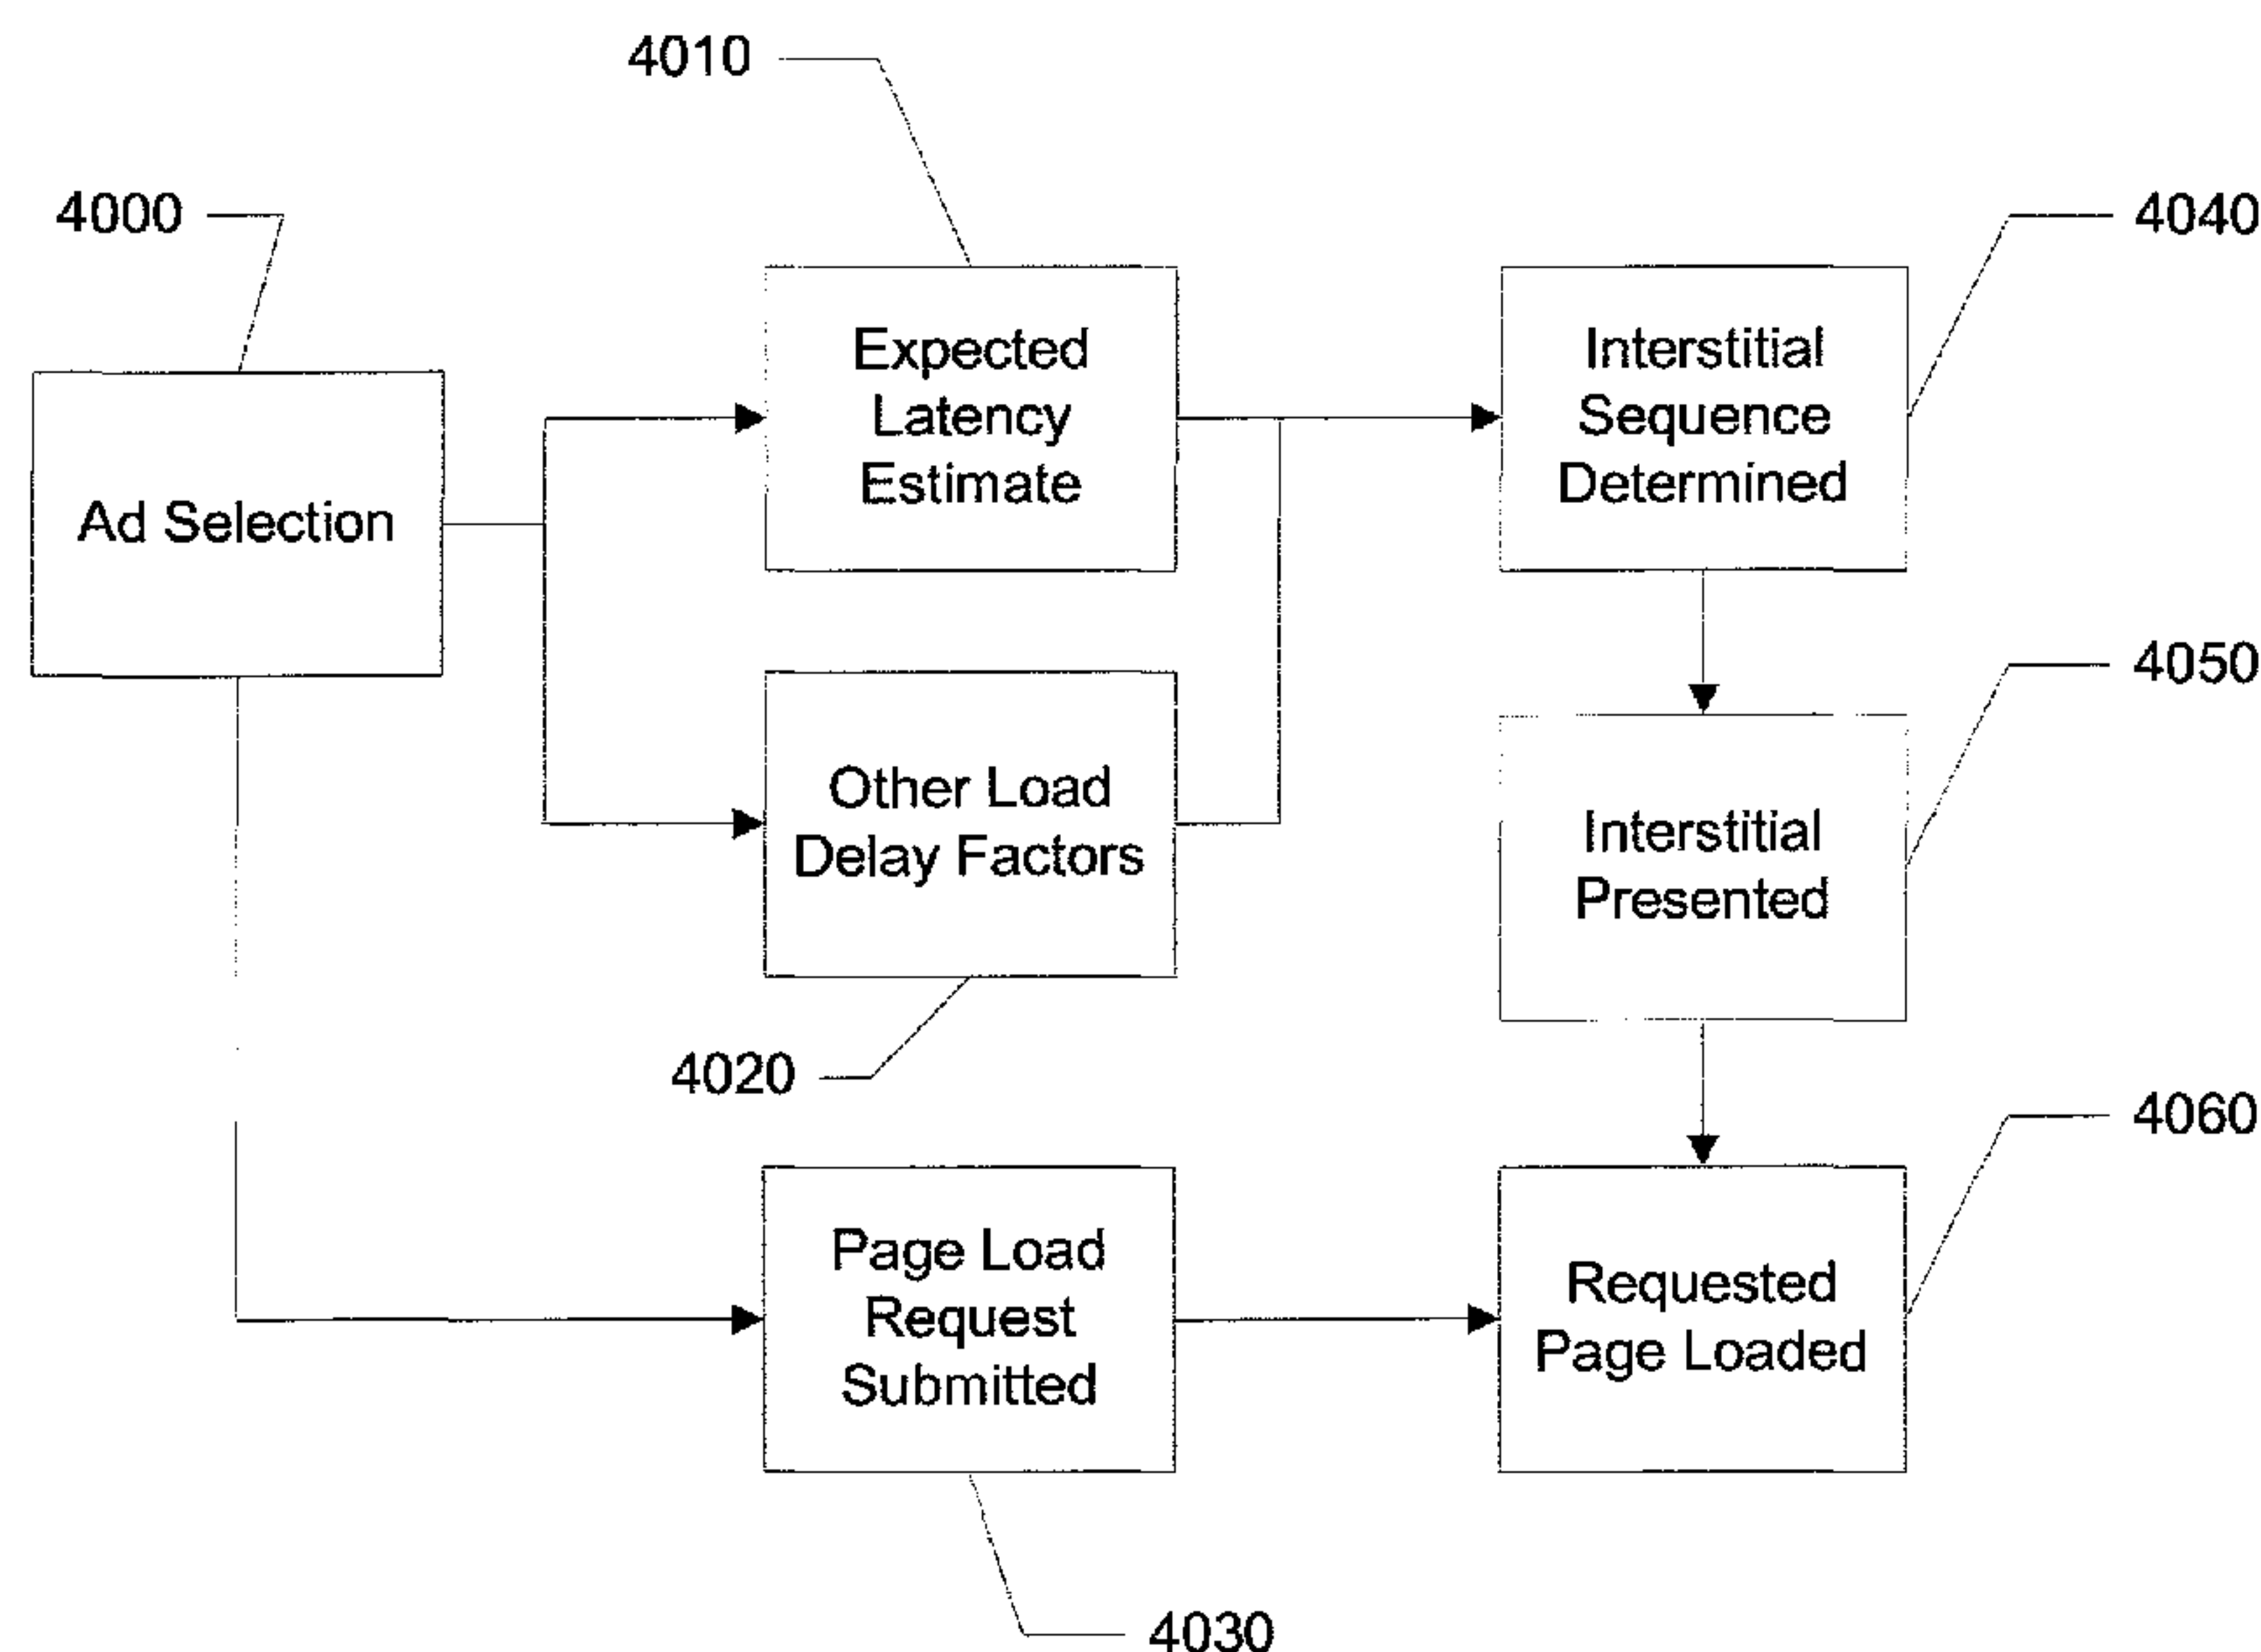 4010
4000
4040
Expected
Latency
Estimate
Interstitial
Sequence
Determined
Ad Selection
4050
Other Load
Delay Factors
Interstitial
Presented
4020
4060
Page Load
Request
Submitted
Requested
Page Loaded
4030